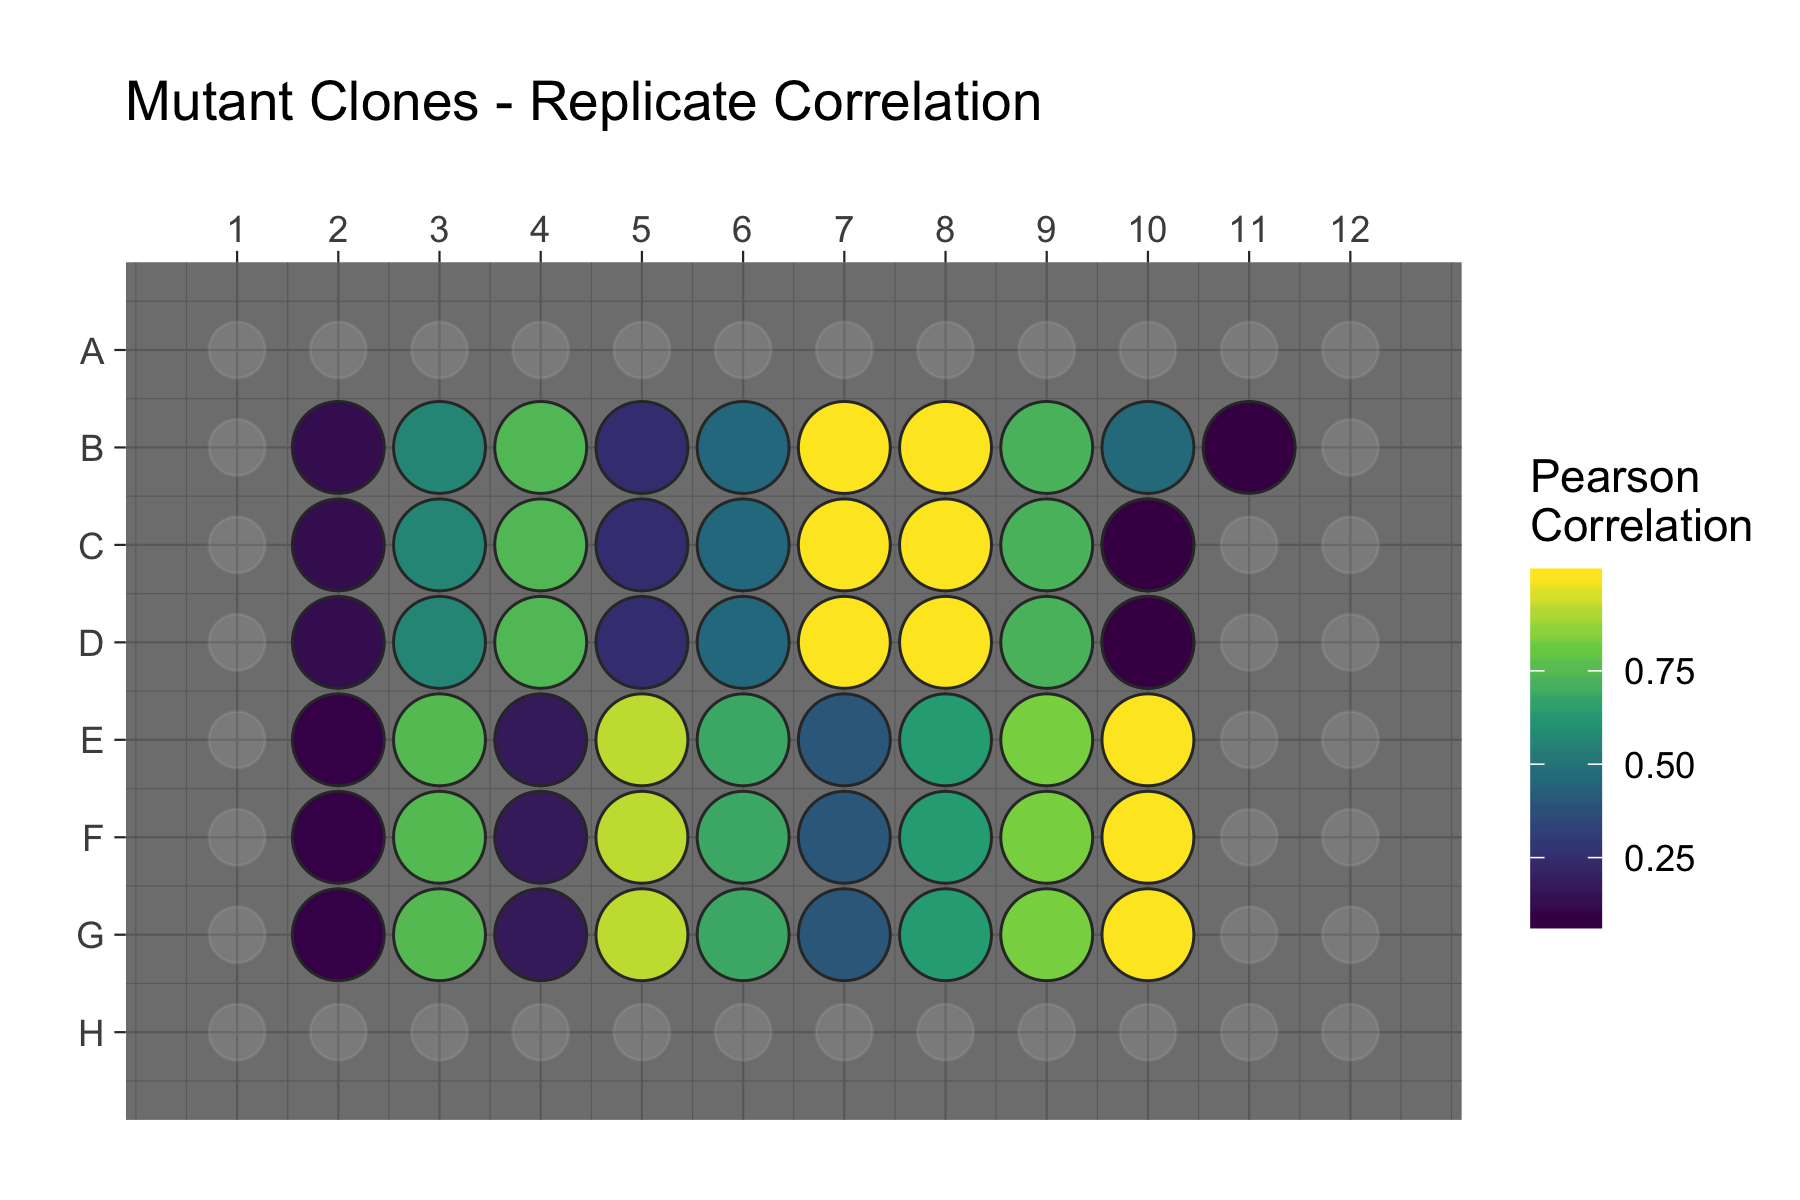 Mutant Clones - Replicate Correlation
1 2 3 4 5 6 7 8 9 10 11 12
A
B
C
D
E
F
G
H
Pearson
Correlation
0.75
0.50
0.25